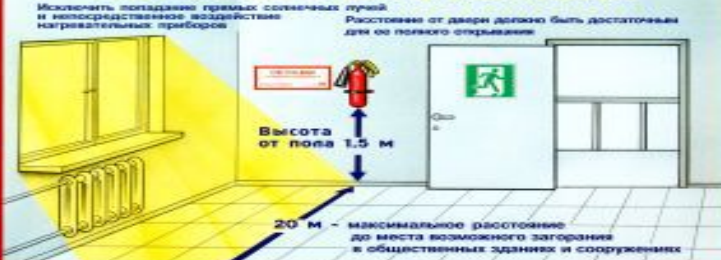 Исключить попадание прямых солнечных лучей
и непосредственное воздействие
нагревательных приборов
Расстояние от двери должно быть достаточным
для ее полного открывания
Высота
от пола 1.5 м
20 м - максимальное расстояние
до места возможного загорания
в общественных зданиях и сооружениях